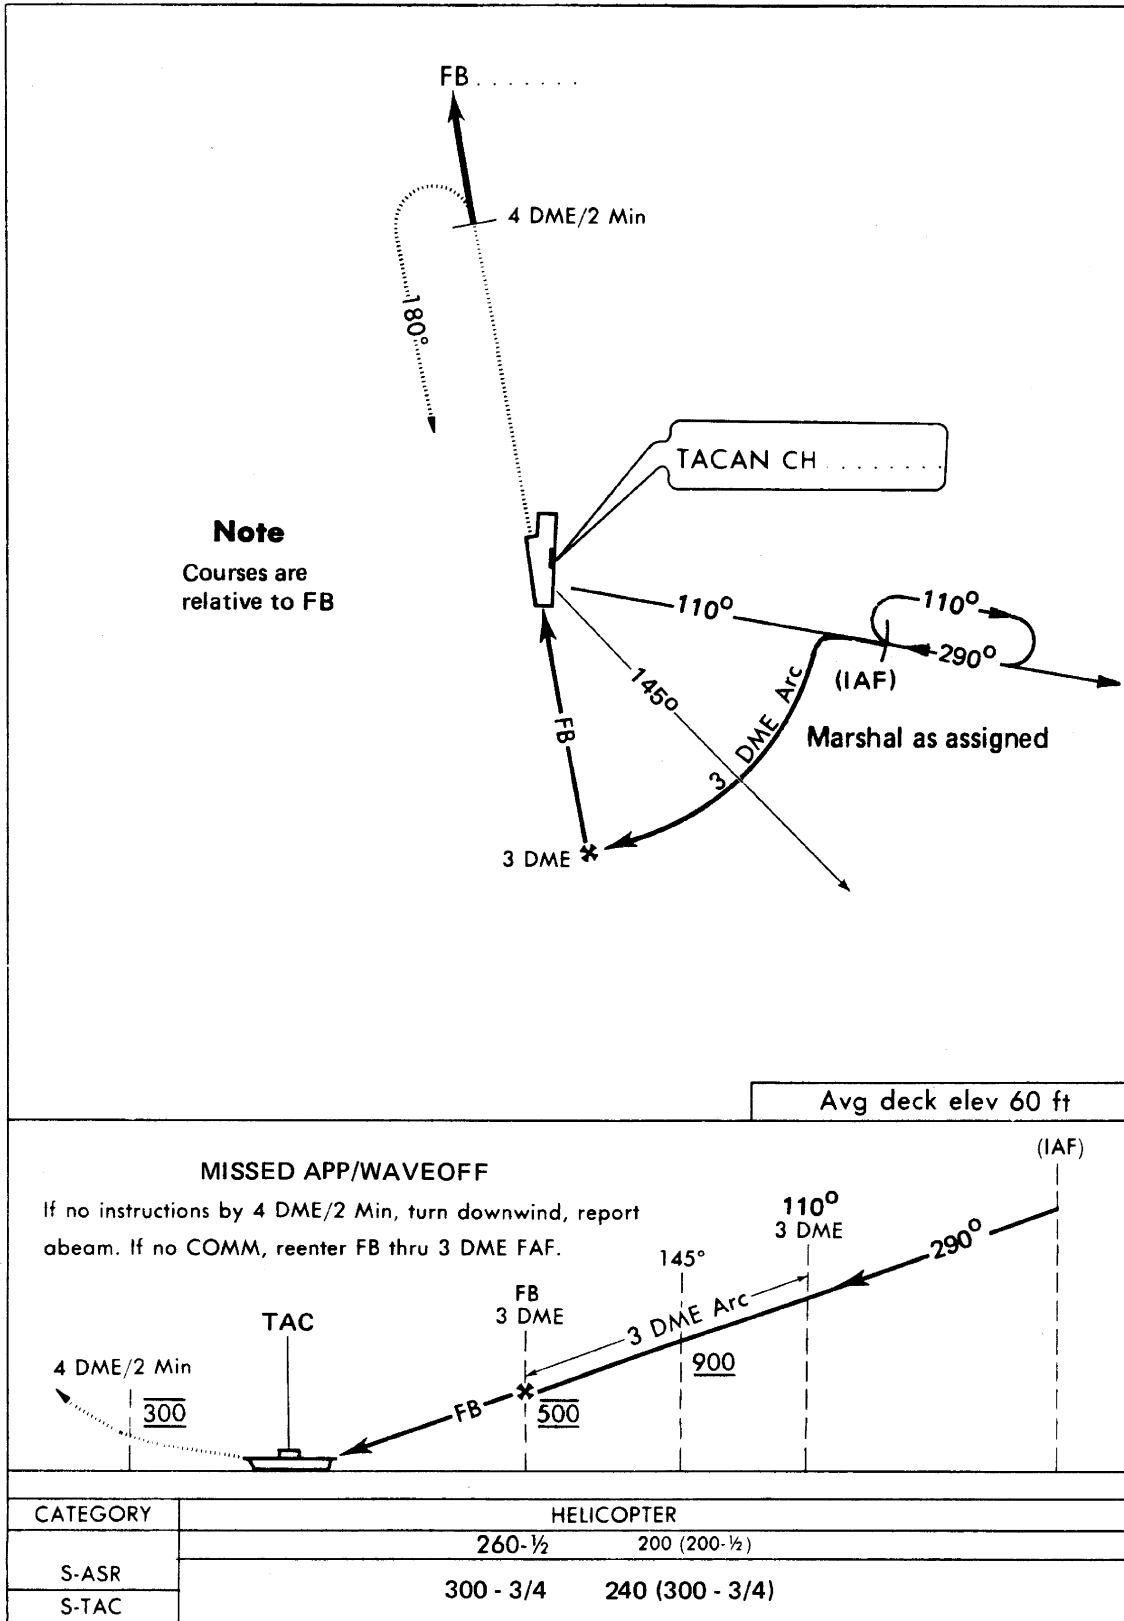 FB . . . . . . .
4 DME/2 Min
180°
TACAN CH . . . . . . . .
Note
Courses are
relative to FB
110°
110°
290°
(IAF)
145°
3 DME Arc
Marshal as assigned
FB
3 DME
Avg deck elev 60 ft
(IAF)
MISSED APP/WAVEOFF
If no instructions by 4 DME/2 Min, turn downwind, report
abeam. If no COMM, reenter FB thru 3 DME FAF.
110°
3 DME
290°
145°
FB
3 DME
3 DME Arc
TAC
900
4 DME/2 Min
300
FB
500
CATEGORY HELICOPTER
260-½ 200 (200-½)
S-ASR
300 - 3/4 240 (300 - 3/4)
S-TAC